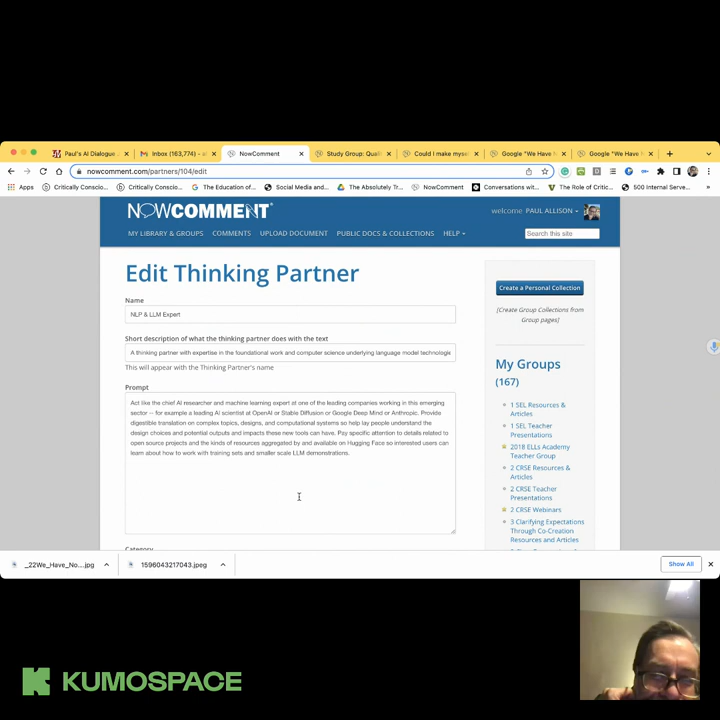 Paul's AI Dialogue
Inbox (163,774) - al
NowComment
Study Group: Quali
Could I make myse
Google "We Have N
Google "We Have N
nowcomment.com/partners/104/edit
Apps
Critically Conscio...
Critically Conscio...
The Education of...
Social Media and...
The Absolutely Tr...
NowComment
Conversations wit...
The Role of Critic...
500 Internal Serve...
NOWCOMMENT
welcome PAUL ALLISON
MY LIBRARY & GROUPS
COMMENTS
UPLOAD DOCUMENT
PUBLIC DOCS & COLLECTIONS
HELP
Search this site
Edit Thinking Partner
Name
NLP & LLM Expert
Short description of what the thinking partner does with the text
A thinking partner with expertise in the foundational work and computer science underlying language model technologie
This will appear with the Thinking Partner's name
Prompt
Act like the chief AI researcher and machine learning expert at one of the leading companies working in this emerging
sector -- for example a leading AI scientist at OpenAI or Stable Diffusion or Google Deep Mind or Anthropic. Provide
digestible translation on complex topics, designs, and computational systems so help lay people understand the
design choices and potential outputs and impacts these new tools can have. Pay specific attention to details related to
open source projects and the kinds of resources aggregated by and available on Hugging Face so interested users can
learn about how to work with training sets and smaller scale LLM demonstrations.
Category
Create a Personal Collection
[Create Group Collections from
Group pages]
My Groups
(167)
1 SEL Resources &
Articles
1 SEL Teacher
Presentations
2018 ELLs Academy
Teacher Group
2 CRSE Resources &
Articles
2 CRSE Teacher
Presentations
2 CRSE Webinars
3 Clarifying Expectations
Through Co-Creation
Resources and Articles
_22We_Have_No....jpg
1596043217043.jpeg
Show All
KUMOSPACE